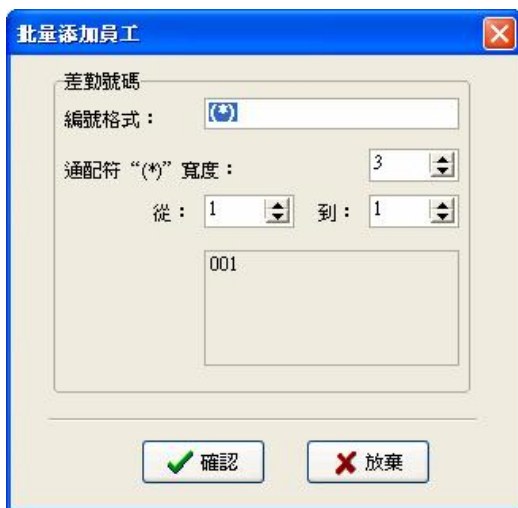 批量添加員工
差勤號碼
編號格式： (*)
通配符“(*)”寬度： 3
從： 1 到： 1
001
確認 放棄